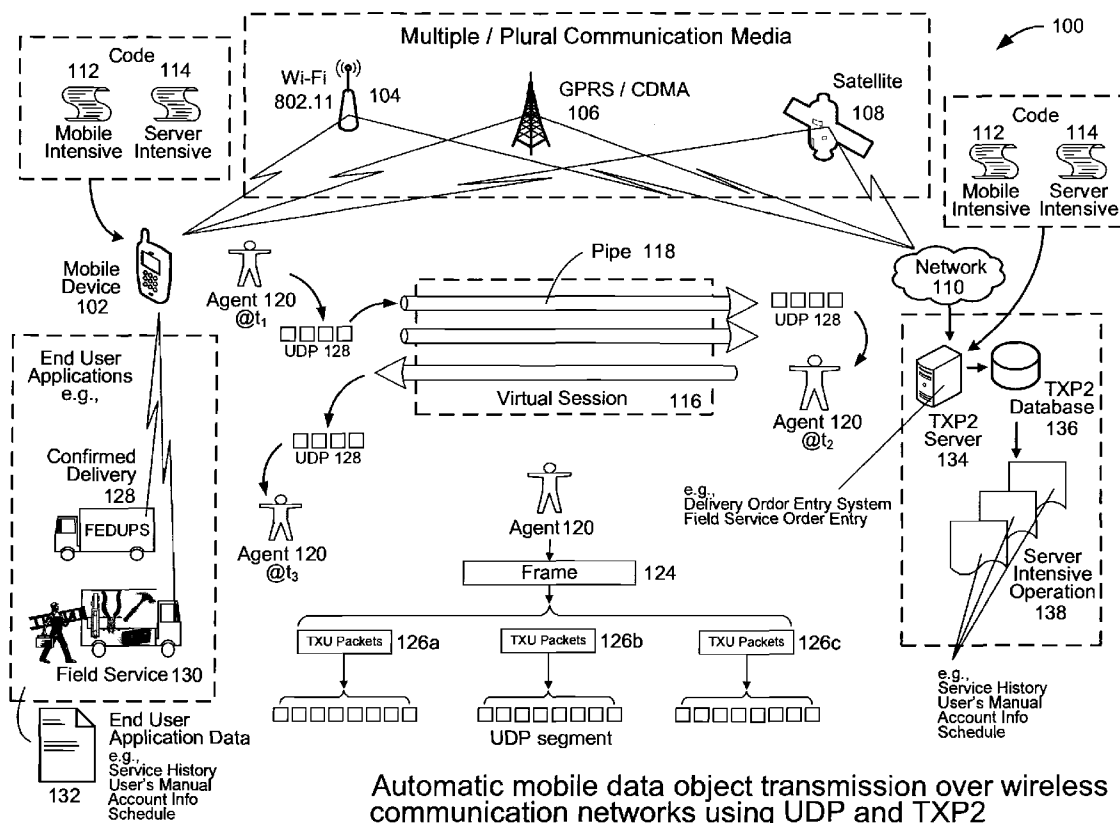 100
Code
112 114
Mobile Server
Intensive Intensive
Multiple / Plural Communication Media
Wi-Fi
802.11
104
GPRS / CDMA
106
Satellite
108
Code
112 114
Mobile Server
Intensive Intensive
Mobile
Device
102
Agent 120
@t1
UDP 128
Pipe 118
Virtual Session 116
UDP 128
Agent 120
@t2
Network
110
UDP 128
Agent 120
@t3
End User
Applications
e.g.,
Confirmed
Delivery
128
FEDUPS
Field Service 130
132
End User
Application Data
e.g.,
Service History
User's Manual
Account Info
Schedule
Agent 120
Frame 124
TXU Packets 126a
TXU Packets 126b
TXU Packets 126c
UDP segment
TXP2
Server
134
TXP2
Database
136
e.g.,
Delivery Ordor Entry System
Field Service Order Entry
Server
Intensive
Operation
138
e.g.,
Service History
User's Manual
Account Info
Schedule
Automatic mobile data object transmission over wireless
communication networks using UDP and TXP2